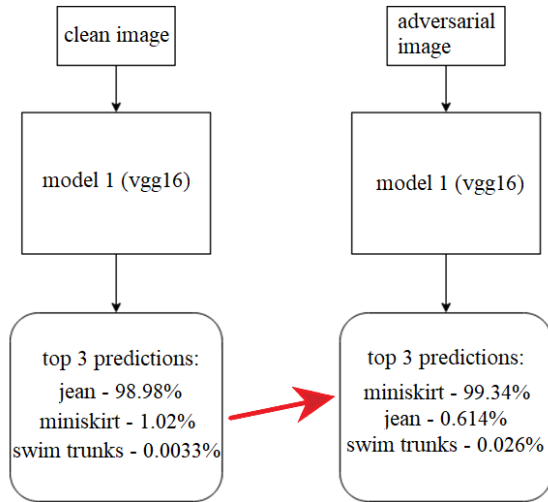 clean image
model 1 (vgg16)
top 3 predictions:
jean - 98.98%
miniskirt - 1.02%
swim trunks - 0.0033%
adversarial
image
model 1 (vgg16)
top 3 predictions:
miniskirt - 99.34%
jean - 0.614%
swim trunks - 0.026%